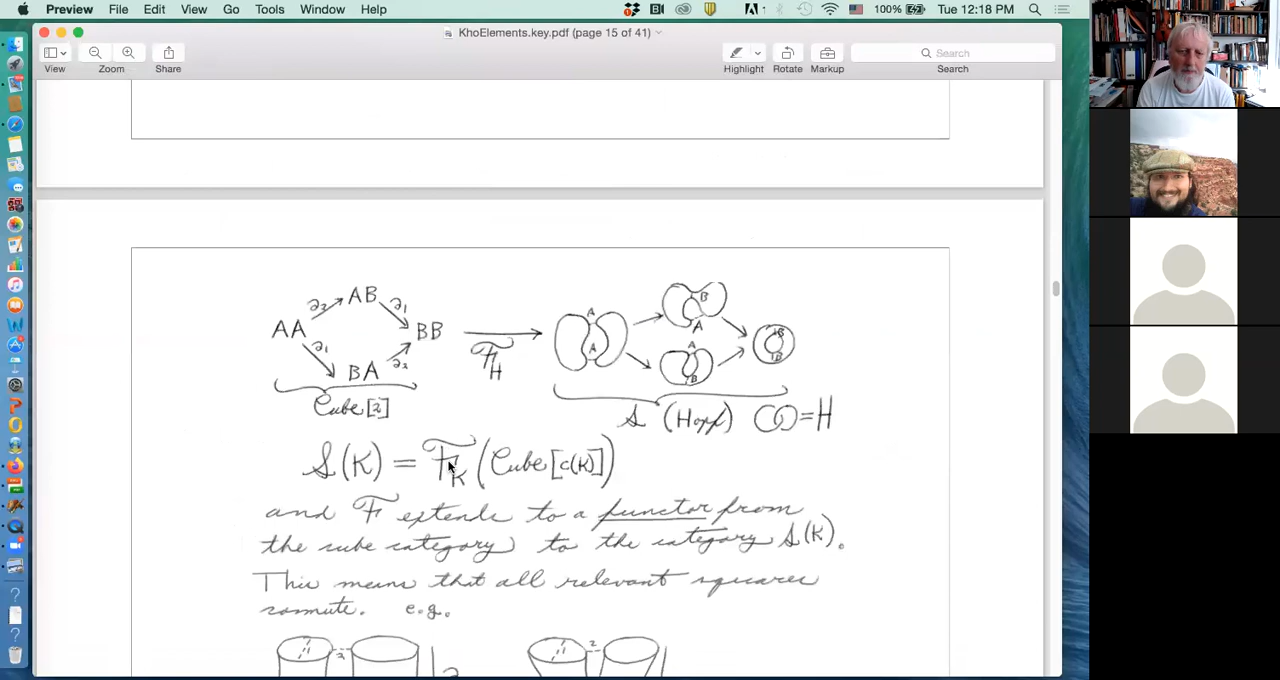 Preview File Edit View Go Tools Window Help
100% Tue 12:18 PM
KhoElements.key.pdf (page 15 of 41)
View Zoom Share Highlight Rotate Markup Search
Search
AA ∂₂ AB ∂₁ BB
∂₁ BA ∂₂
Cube[2]
F_H
A A
B A
A B
B B
S (Hopf) = H
S(K) = F_K (Cube[c(K)])
and F extends to a functor from
the cube category to the category S(K).
This means that all relevant squares
commute. e.g.
2 2